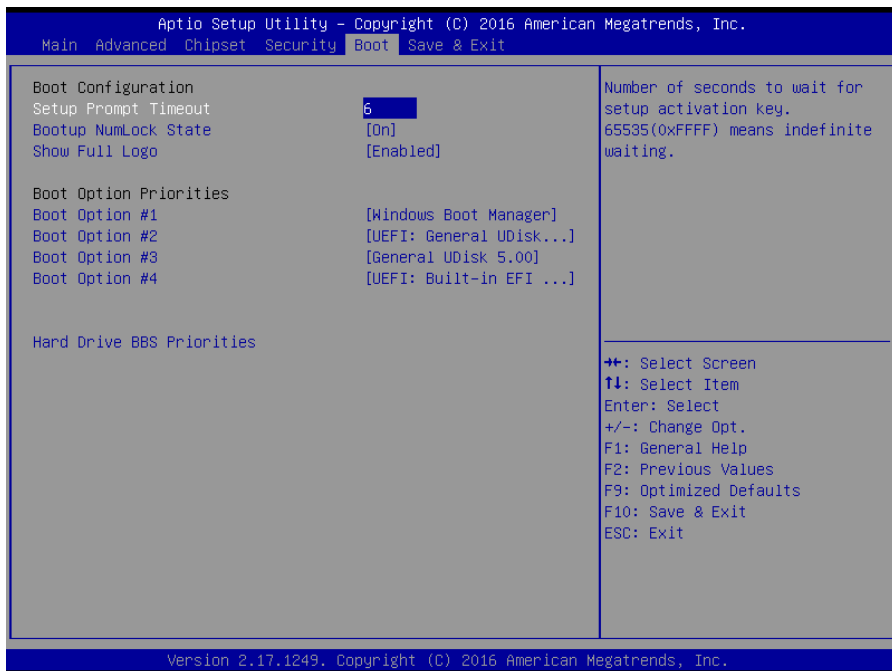 Aptio Setup Utility – Copyright (C) 2016 American Megatrends, Inc.
Main Advanced Chipset Security Boot Save & Exit
Boot Configuration
Setup Prompt Timeout 6
Bootup NumLock State [On]
Show Full Logo [Enabled]
Boot Option Priorities
Boot Option #1 [Windows Boot Manager]
Boot Option #2 [UEFI: General UDisk...]
Boot Option #3 [General UDisk 5.00]
Boot Option #4 [UEFI: Built-in EFI ...]
Hard Drive BBS Priorities
Number of seconds to wait for
setup activation key.
65535(0xFFFF) means indefinite
waiting.
→←: Select Screen
↑↓: Select Item
Enter: Select
+/-: Change Opt.
F1: General Help
F2: Previous Values
F9: Optimized Defaults
F10: Save & Exit
ESC: Exit
Version 2.17.1249. Copyright (C) 2016 American Megatrends, Inc.